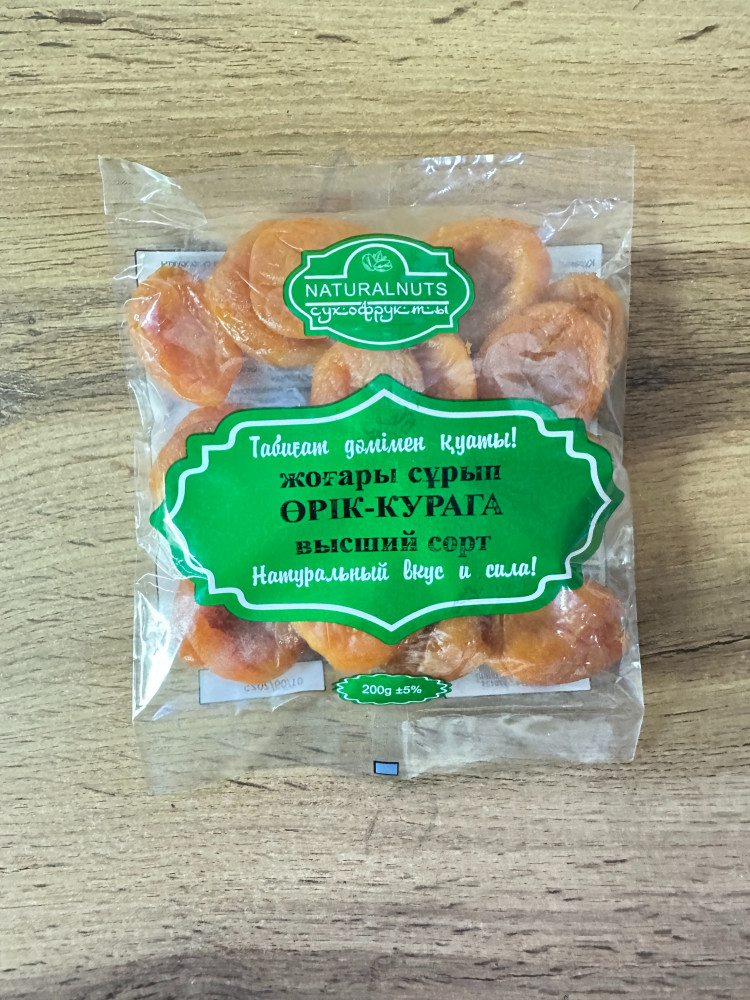 NATURALNUTS
сухофрукты
Табиғат дәмімен қуаты!
жоғары сұрып
ӨРІК-КУРАГА
высший сорт
Натуральный вкус и сила!
200g ±5%